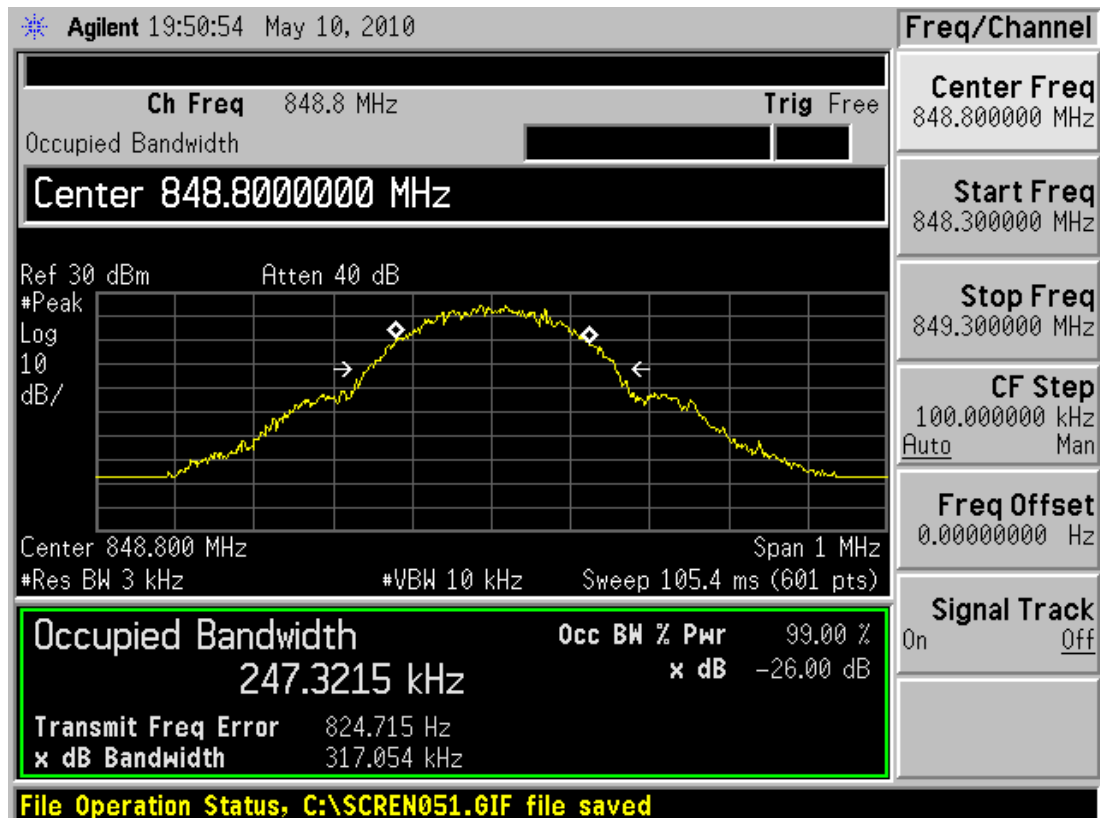 Agilent 19:50:54 May 10, 2010
Freq/Channel
Ch Freq 848.8 MHz Trig Free
Occupied Bandwidth
Center 848.8000000 MHz
Ref 30 dBm Atten 40 dB
#Peak
Log
10
dB/
Center 848.800 MHz Span 1 MHz
#Res BW 3 kHz #VBW 10 kHz Sweep 105.4 ms (601 pts)
Occupied Bandwidth Occ BW % Pwr 99.00 %
247.3215 kHz x dB -26.00 dB
Transmit Freq Error 824.715 Hz
x dB Bandwidth 317.054 kHz
File Operation Status, C:\SCREN051.GIF file saved
Center Freq
848.800000 MHz
Start Freq
848.300000 MHz
Stop Freq
849.300000 MHz
CF Step
100.000000 kHz
Auto Man
Freq Offset
0.00000000 Hz
Signal Track
On Off